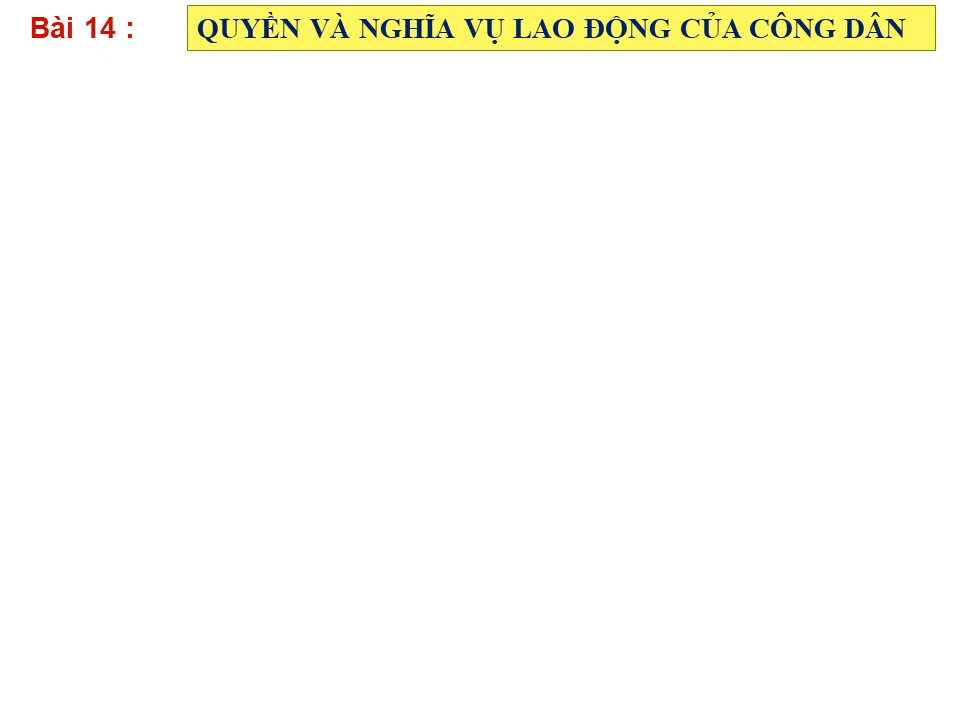 Bài 14 : QUYỀN VÀ NGHĨA VỤ LAO ĐỘNG CỦA CÔNG DÂN